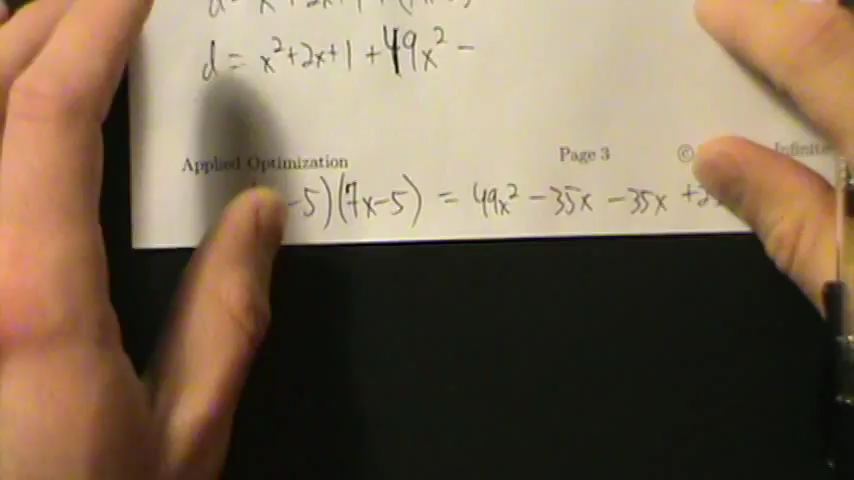 d = x² + 2x + 1 + 49x² -
Applied Optimization Page 3 ©
- 5)(7x - 5) = 49x² - 35x - 35x +